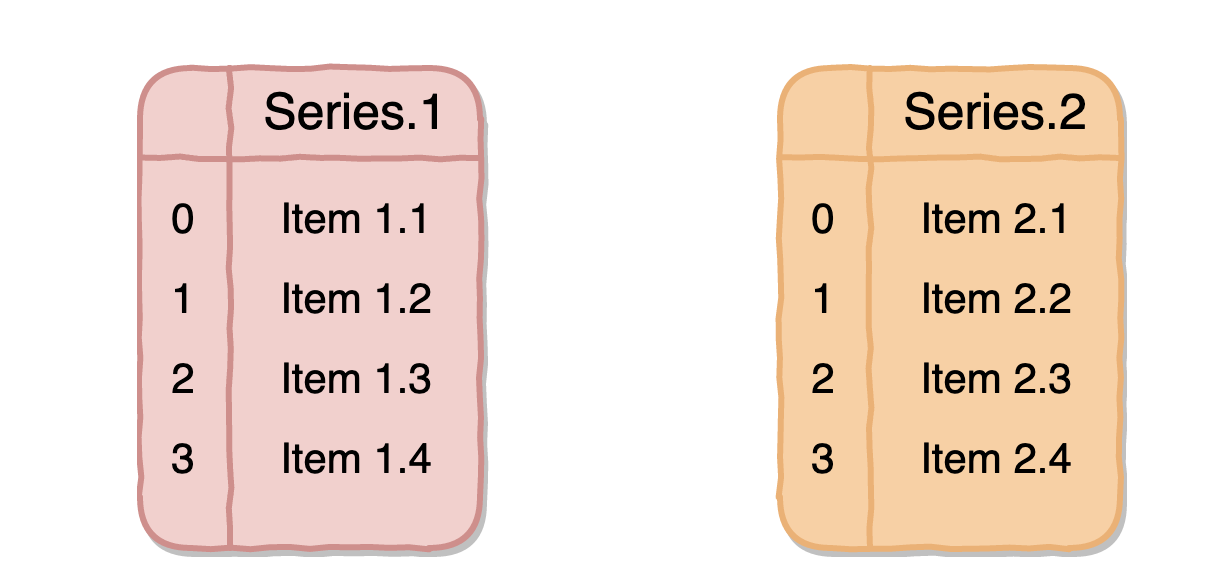 Series.1
0 Item 1.1
1 Item 1.2
2 Item 1.3
3 Item 1.4
Series.2
0 Item 2.1
1 Item 2.2
2 Item 2.3
3 Item 2.4